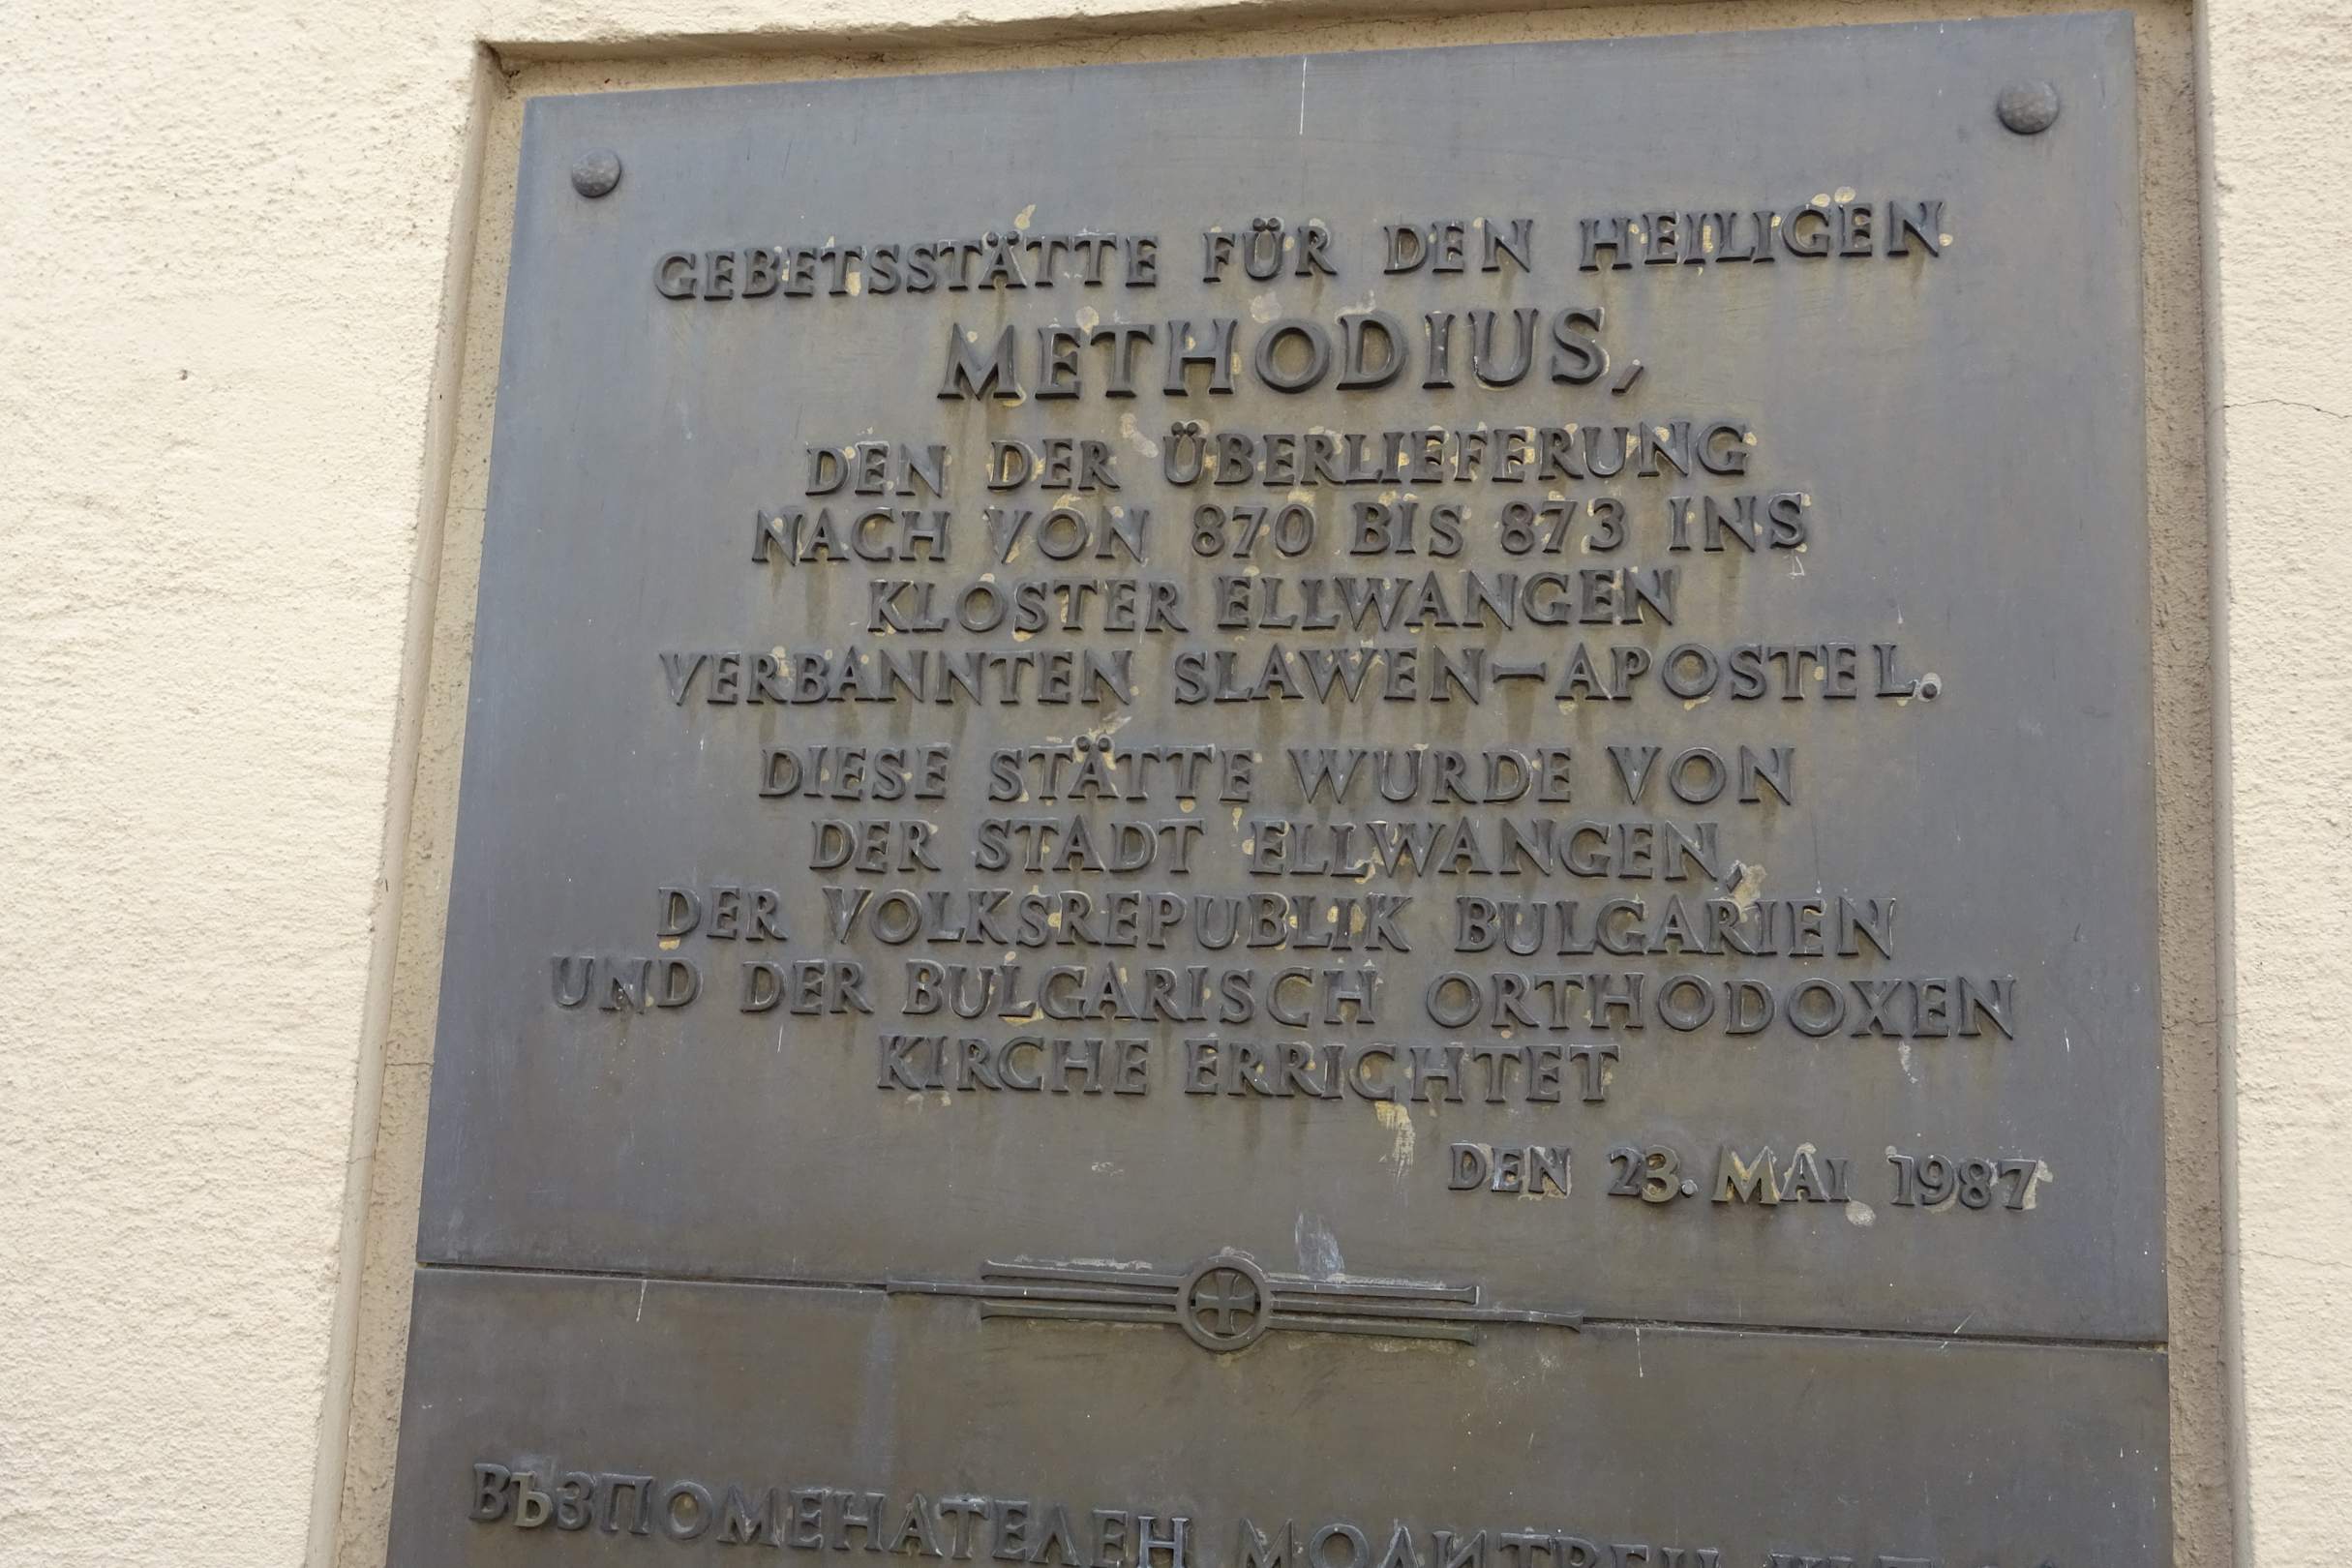 GEBETSSTÄTTE FÜR DEN HEILIGEN
METHODIUS,
DEN DER ÜBERLIEFERUNG
NACH VON 870 BIS 873 INS
KLOSTER ELLWANGEN
VERBANNTEN SLAWEN-APOSTEL.
DIESE STÄTTE WURDE VON
DER STADT ELLWANGEN,
DER VOLKSREPUBLIK BULGARIEN
UND DER BULGARISCH ORTHODOXEN
KIRCHE ERRICHTET
DEN 23. MAI 1987
ВЪЗПОМЕНАТЕЛЕН МОЛИТВЕН